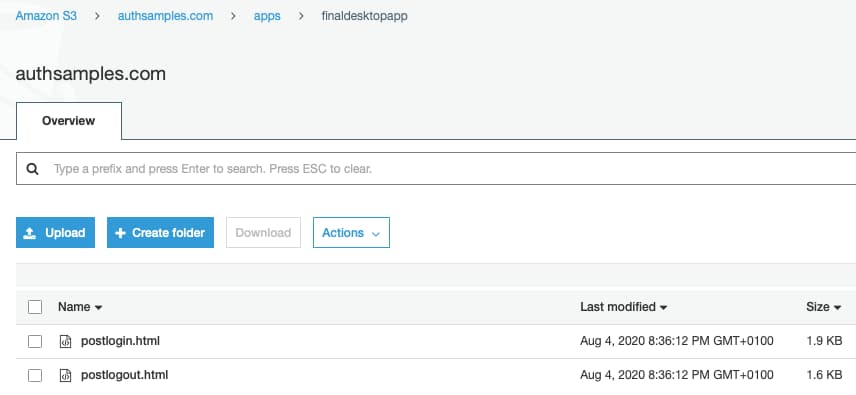 Amazon S3 > authsamples.com > apps > finaldesktopapp
authsamples.com
Overview
Type a prefix and press Enter to search. Press ESC to clear.
Upload + Create folder Download Actions
Name Last modified Size
postlogin.html Aug 4, 2020 8:36:12 PM GMT+0100 1.9 KB
postlogout.html Aug 4, 2020 8:36:12 PM GMT+0100 1.6 KB